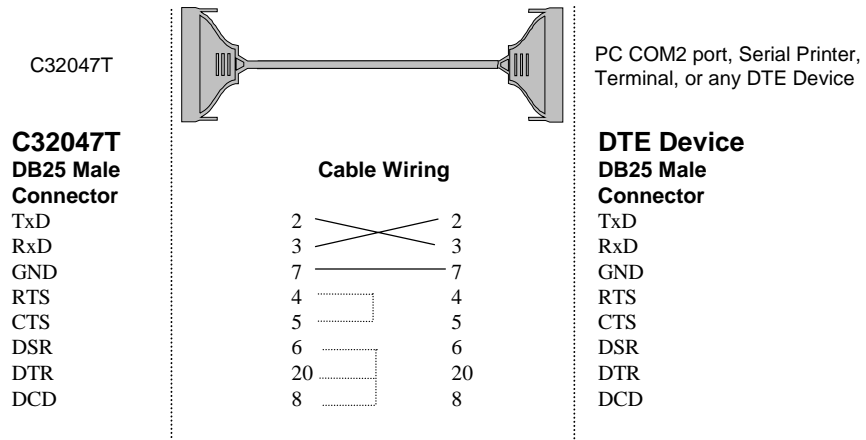 C32047T
PC COM2 port, Serial Printer,
Terminal, or any DTE Device
C32047T
DB25 Male
Connector
Cable Wiring
DTE Device
DB25 Male
Connector
TxD 2 2 TxD
RxD 3 3 RxD
GND 7 7 GND
RTS 4 4 RTS
CTS 5 5 CTS
DSR 6 6 DSR
DTR 20 20 DTR
DCD 8 8 DCD